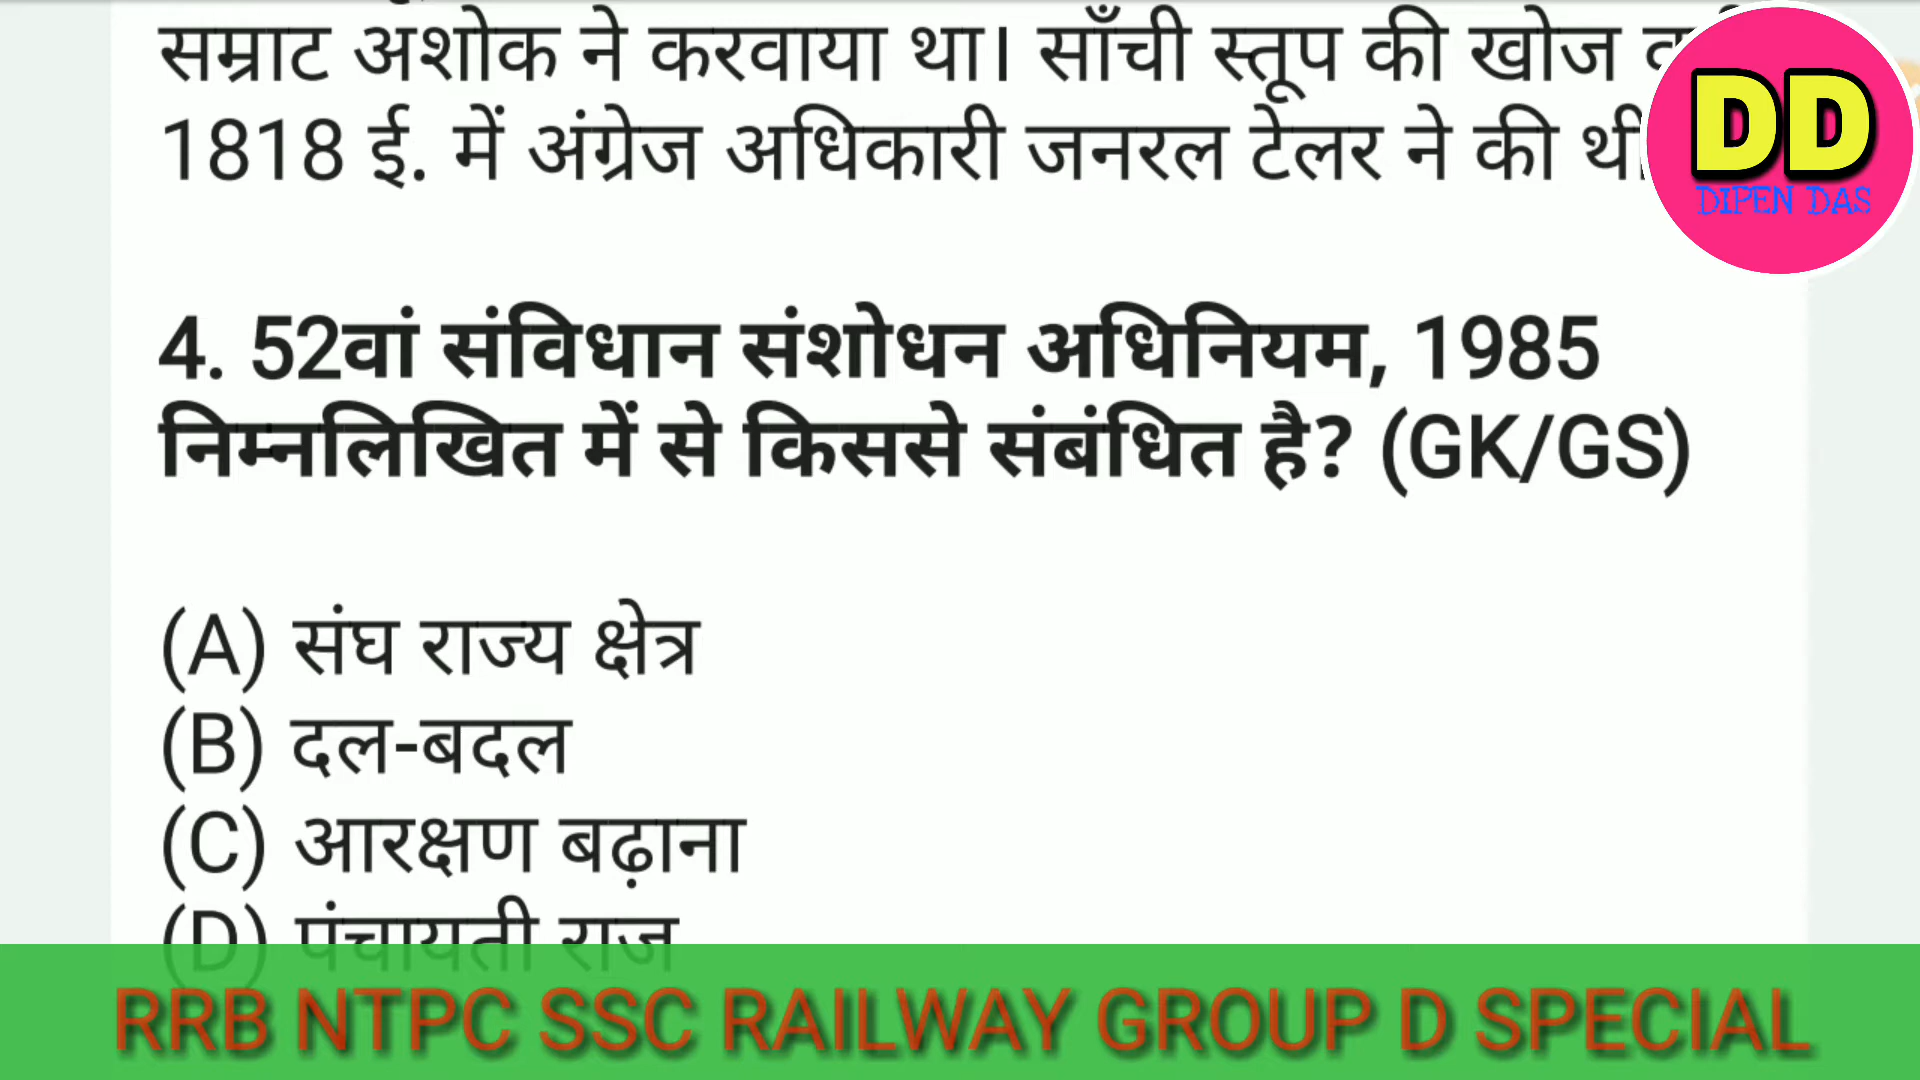 सम्राट अशोक ने करवाया था। साँची स्तूप की खोज
1818 ई. में अंग्रेज अधिकारी जनरल टेलर ने की थी
DD
DIPEN DAS
4. 52वां संविधान संशोधन अधिनियम, 1985
निम्नलिखित में से किससे संबंधित है? (GK/GS)
(A) संघ राज्य क्षेत्र
(B) दल-बदल
(C) आरक्षण बढ़ाना
(D) पंचायती राज
RRB NTPC SSC RAILWAY GROUP D SPECIAL